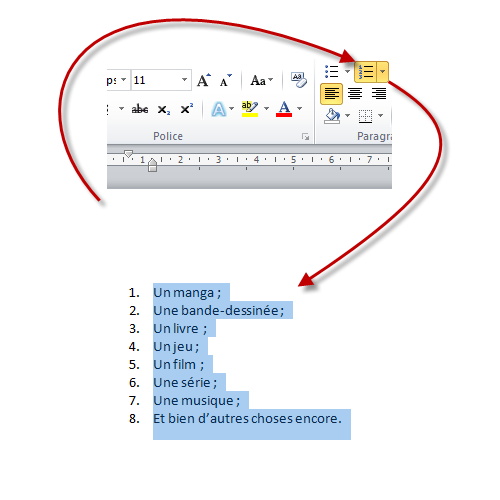 ps 11 A A Aa
abc x₂ x² A ab A
Police Paragra
1 2 3 4 5 6 7
1. Un manga ;
2. Une bande-dessinée ;
3. Un livre ;
4. Un jeu ;
5. Un film ;
6. Une série ;
7. Une musique ;
8. Et bien d’autres choses encore.